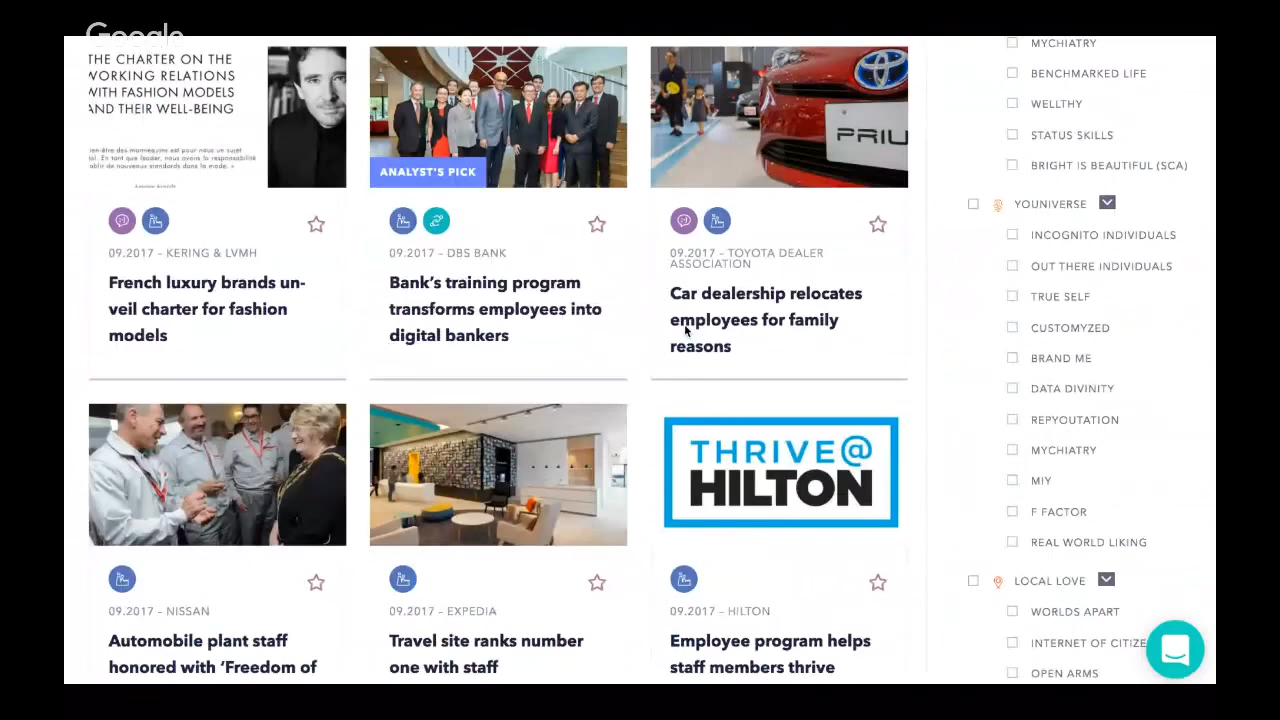 Google
THE CHARTER ON THE
WORKING RELATIONS
WITH FASHION MODELS
AND THEIR WELL-BEING
ANALYST'S PICK
PRIU
09.2017 – KERING & LVMH
French luxury brands un-
veil charter for fashion
models
09.2017 – DBS BANK
Bank's training program
transforms employees into
digital bankers
09.2017 – TOYOTA DEALER
ASSOCIATION
Car dealership relocates
employees for family
reasons
THRIVE@
HILTON
09.2017 – NISSAN
Automobile plant staff
honored with 'Freedom of
09.2017 – EXPEDIA
Travel site ranks number
one with staff
09.2017 – HILTON
Employee program helps
staff members thrive
MYCHIATRY
BENCHMARKED LIFE
WELLTHY
STATUS SKILLS
BRIGHT IS BEAUTIFUL (SCA)
YOUNIVERSE
INCOGNITO INDIVIDUALS
OUT THERE INDIVIDUALS
TRUE SELF
CUSTOMYZED
BRAND ME
DATA DIVINITY
REPYOUTATION
MYCHIATRY
MIY
F FACTOR
REAL WORLD LIKING
LOCAL LOVE
WORLDS APART
INTERNET OF CITIZE
OPEN ARMS